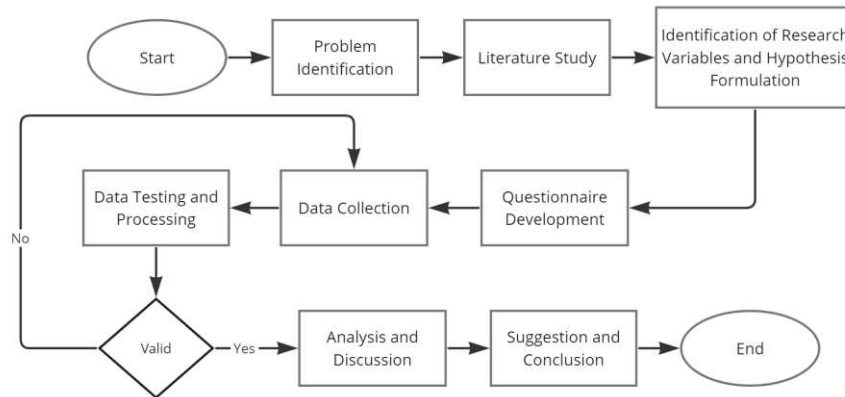 Start
Problem
Identification
Literature Study
Identification of Research
Variables and Hypothesis
Formulation
Data Testing and
Processing
Data Collection
Questionnaire
Development
No
Valid
Yes
Analysis and
Discussion
Suggestion and
Conclusion
End